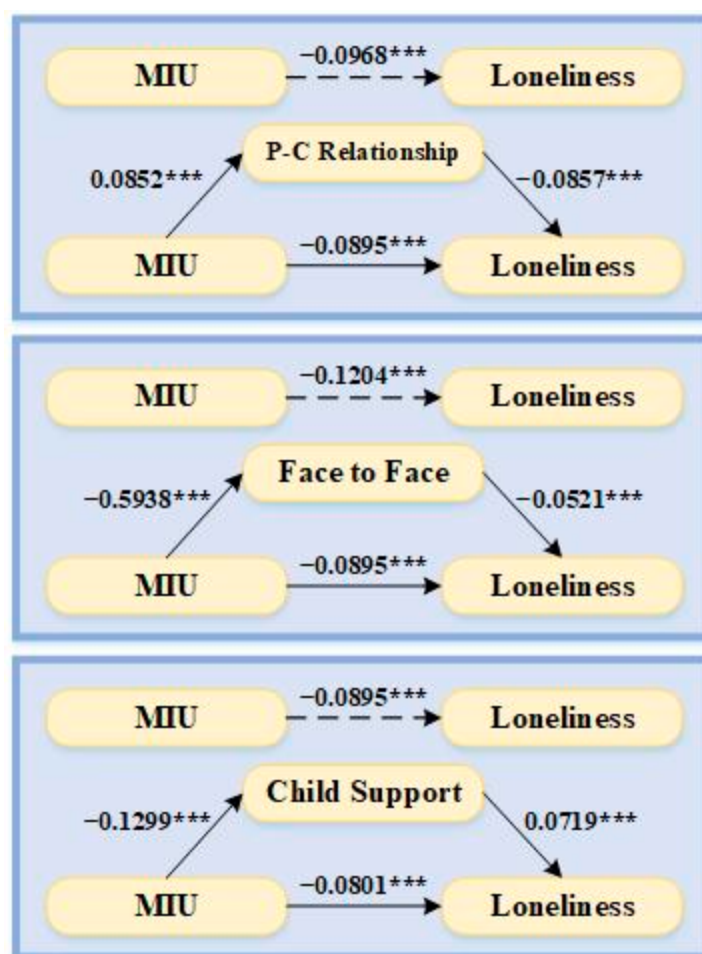 −0.0968***
MIU
Loneliness
P-C Relationship
0.0852***
−0.0857***
−0.0895***
MIU
Loneliness
−0.1204***
MIU
Loneliness
Face to Face
−0.5938***
−0.0521***
−0.0895***
MIU
Loneliness
−0.0895***
MIU
Loneliness
Child Support
−0.1299***
0.0719***
−0.0801***
MIU
Loneliness